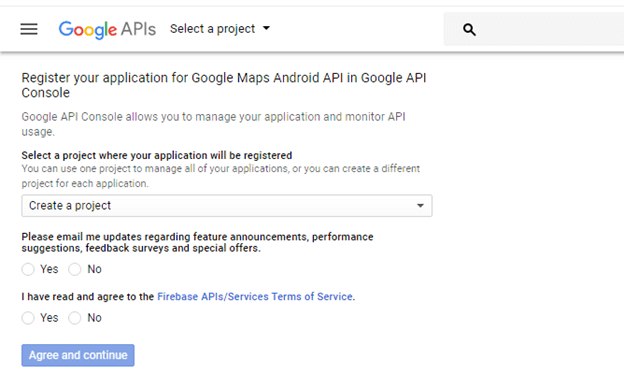 Google APIs Select a project
Register your application for Google Maps Android API in Google API
Console
Google API Console allows you to manage your application and monitor API
usage.
Select a project where your application will be registered
You can use one project to manage all of your applications, or you can create a different
project for each application.
Create a project
Please email me updates regarding feature announcements, performance
suggestions, feedback surveys and special offers.
Yes No
I have read and agree to the Firebase APIs/Services Terms of Service.
Yes No
Agree and continue